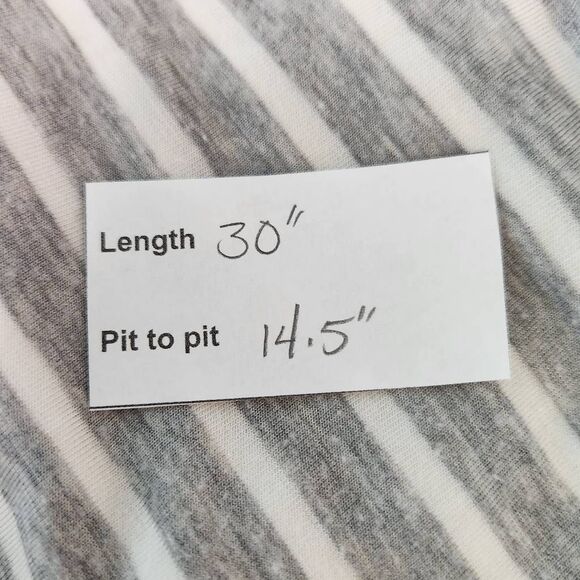 Length 30"
Pit to pit 14.5"